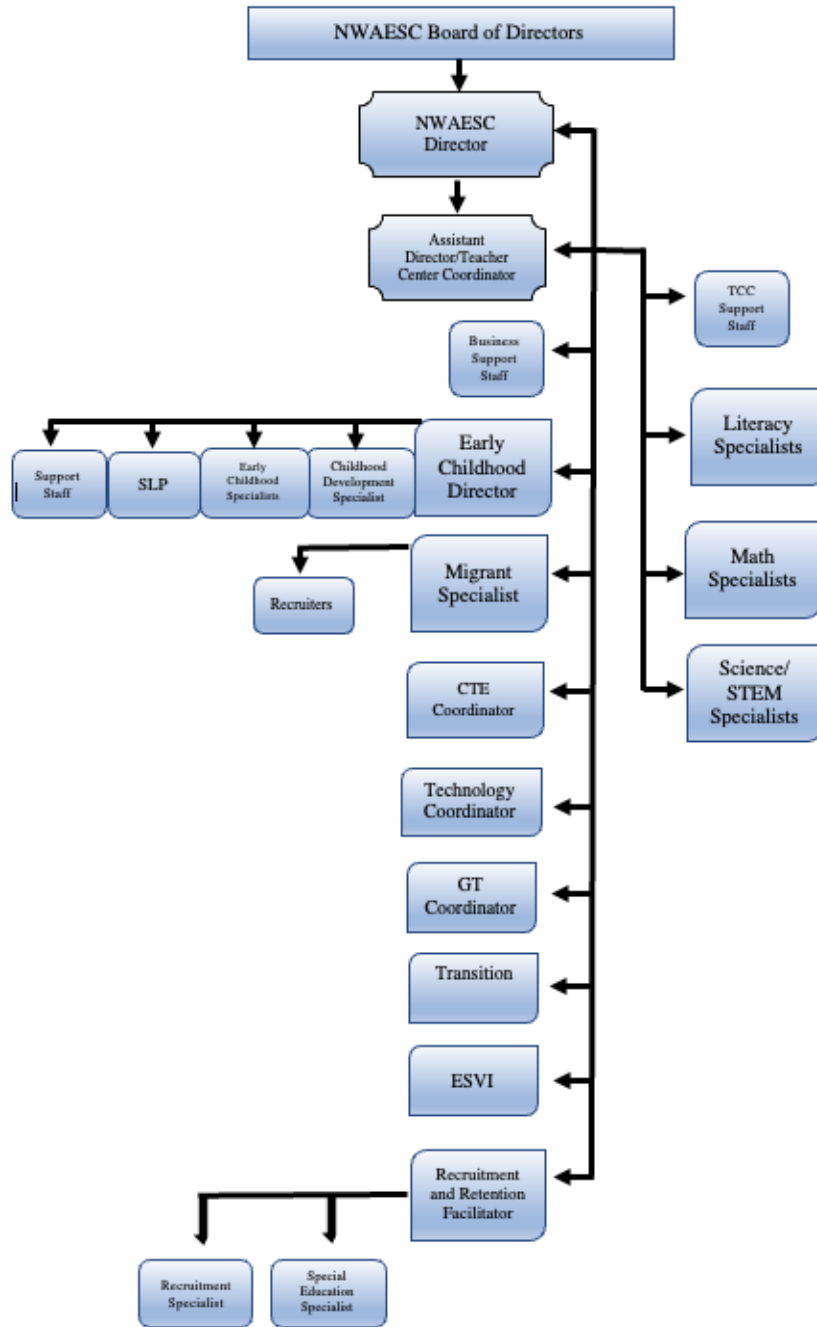 NWAESC Board of Directors
NWAESC
Director
Assistant
Director/Teacher
Center Coordinator
TCC
Support
Staff
Business
Support
Staff
Literacy
Specialists
Early
Childhood
Director
Support
Staff
SLP
Early
Childhood
Specialists
Childhood
Development
Specialist
Migrant
Specialist
Recruiters
Math
Specialists
CTE
Coordinator
Science/
STEM
Specialists
Technology
Coordinator
GT
Coordinator
Transition
ESVI
Recruitment
and Retention
Facilitator
Recruitment
Specialist
Special
Education
Specialist